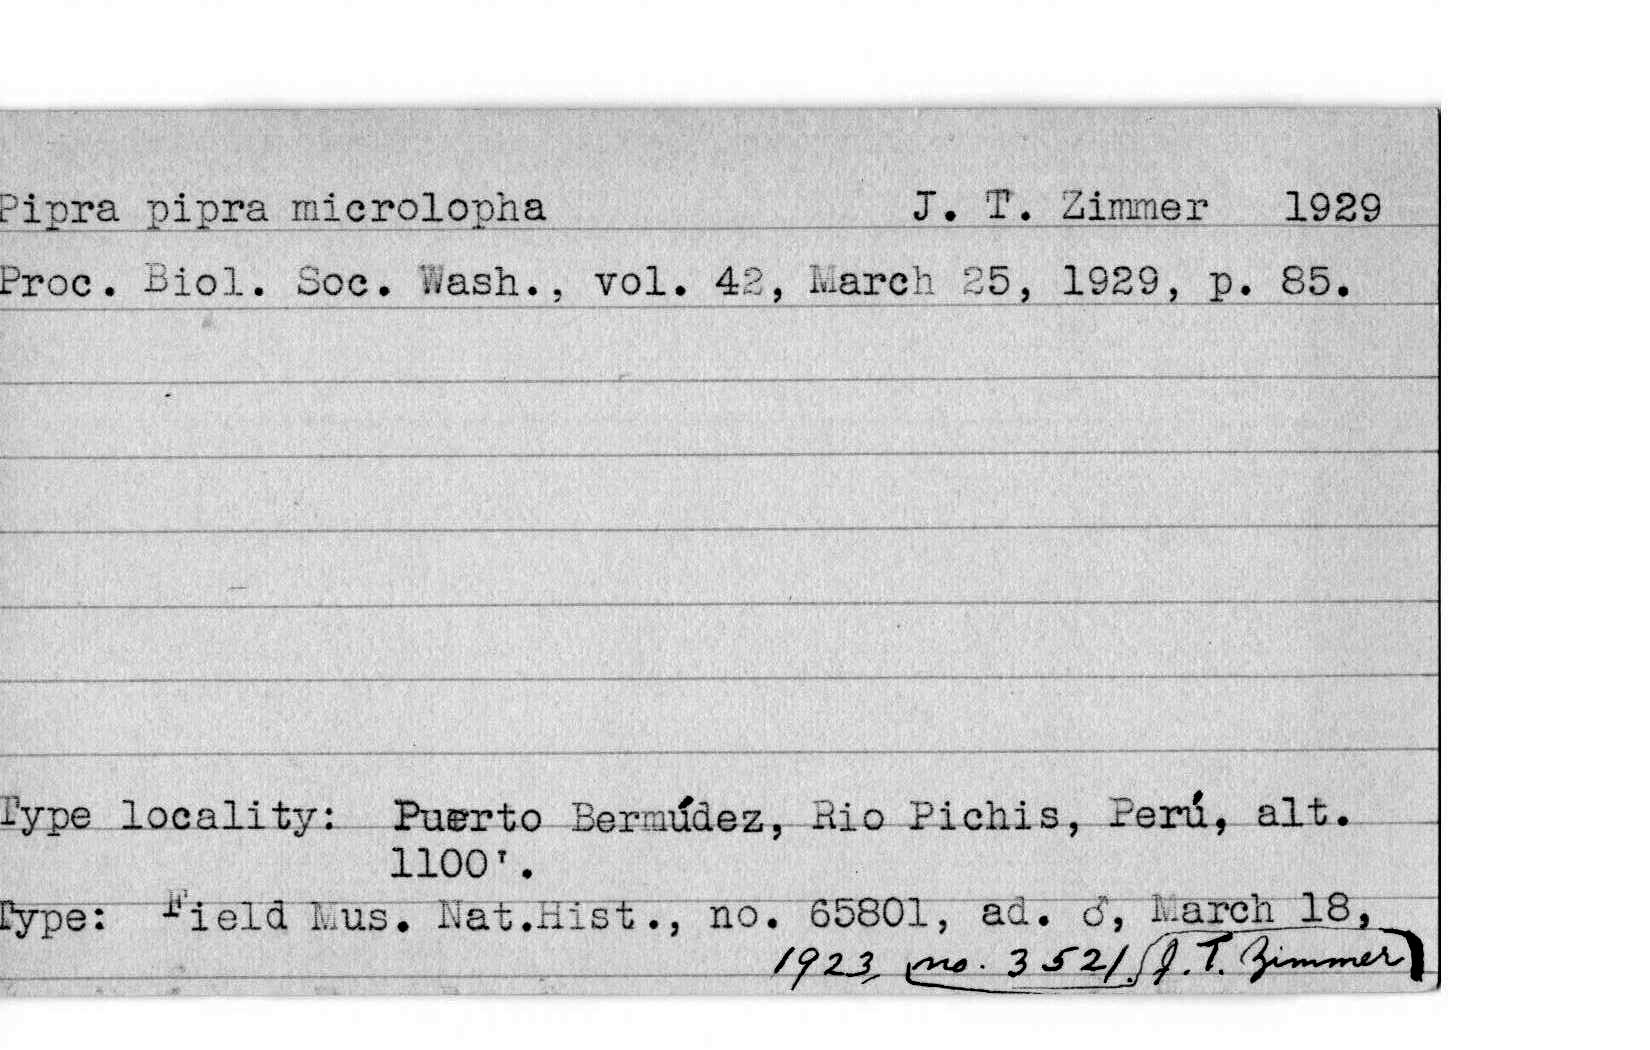 Pipra pipra microlopha J. T. Zimmer 1929
Proc. Biol. Soc. Wash., vol. 42, March 25, 1929, p. 85.
Type locality: Puerto Bermúdez, Rio Pichis, Perú, alt.
1100'.
Type: Field Mus. Nat.Hist., no. 65801, ad. ♂, March 18,
1923, no. 3521. J. T. Zimmer